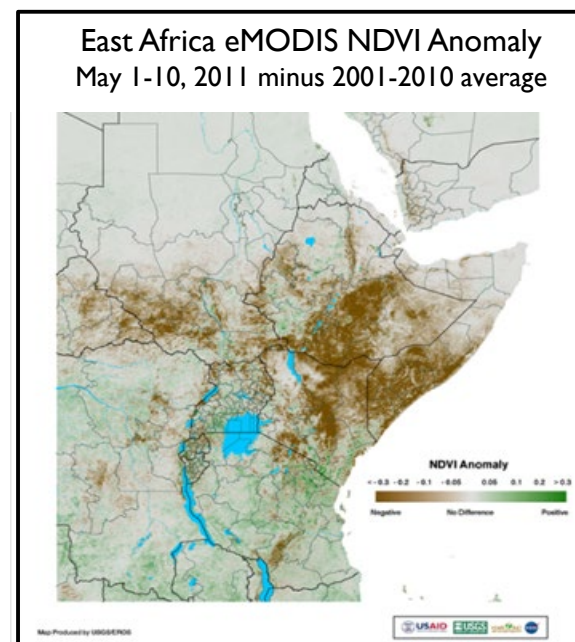 East Africa eMODIS NDVI Anomaly
May 1-10, 2011 minus 2001-2010 average
NDVI Anomaly
<-0.3 -0.2 -0.1 -0.05 0.05 0.1 0.2 >0.3
Negative No Difference Positive
Map Produced by USGS/EROS
USAID USGS